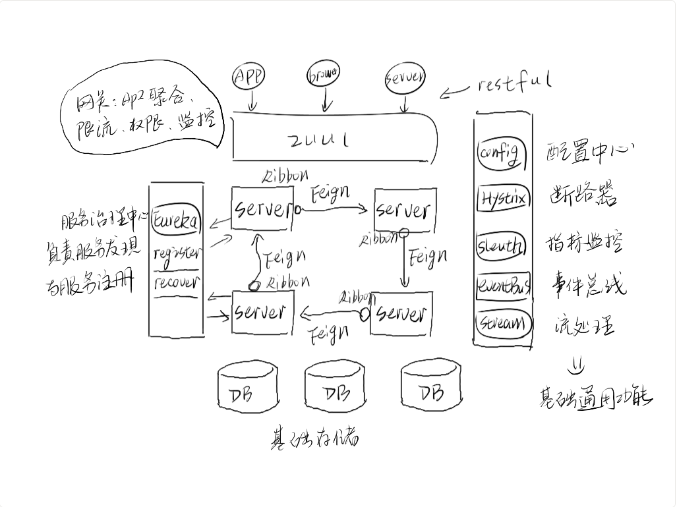 APP
browe
server
restful
网关: Api聚合、
限流、权限、监控
zuul
config
配置中心
Ribbon
Feign
Hystrix
断路器
服务治理中心
负责服务发现
与服务注册
Eureka
register
recover
server
server
Ribbon
Feign
Feign
sleuth
指标监控
Ribbon
Ribbon
EventBus
事件总线
server
server
Feign
stream
流处理
DB
DB
DB
基础通用功能
基础存储